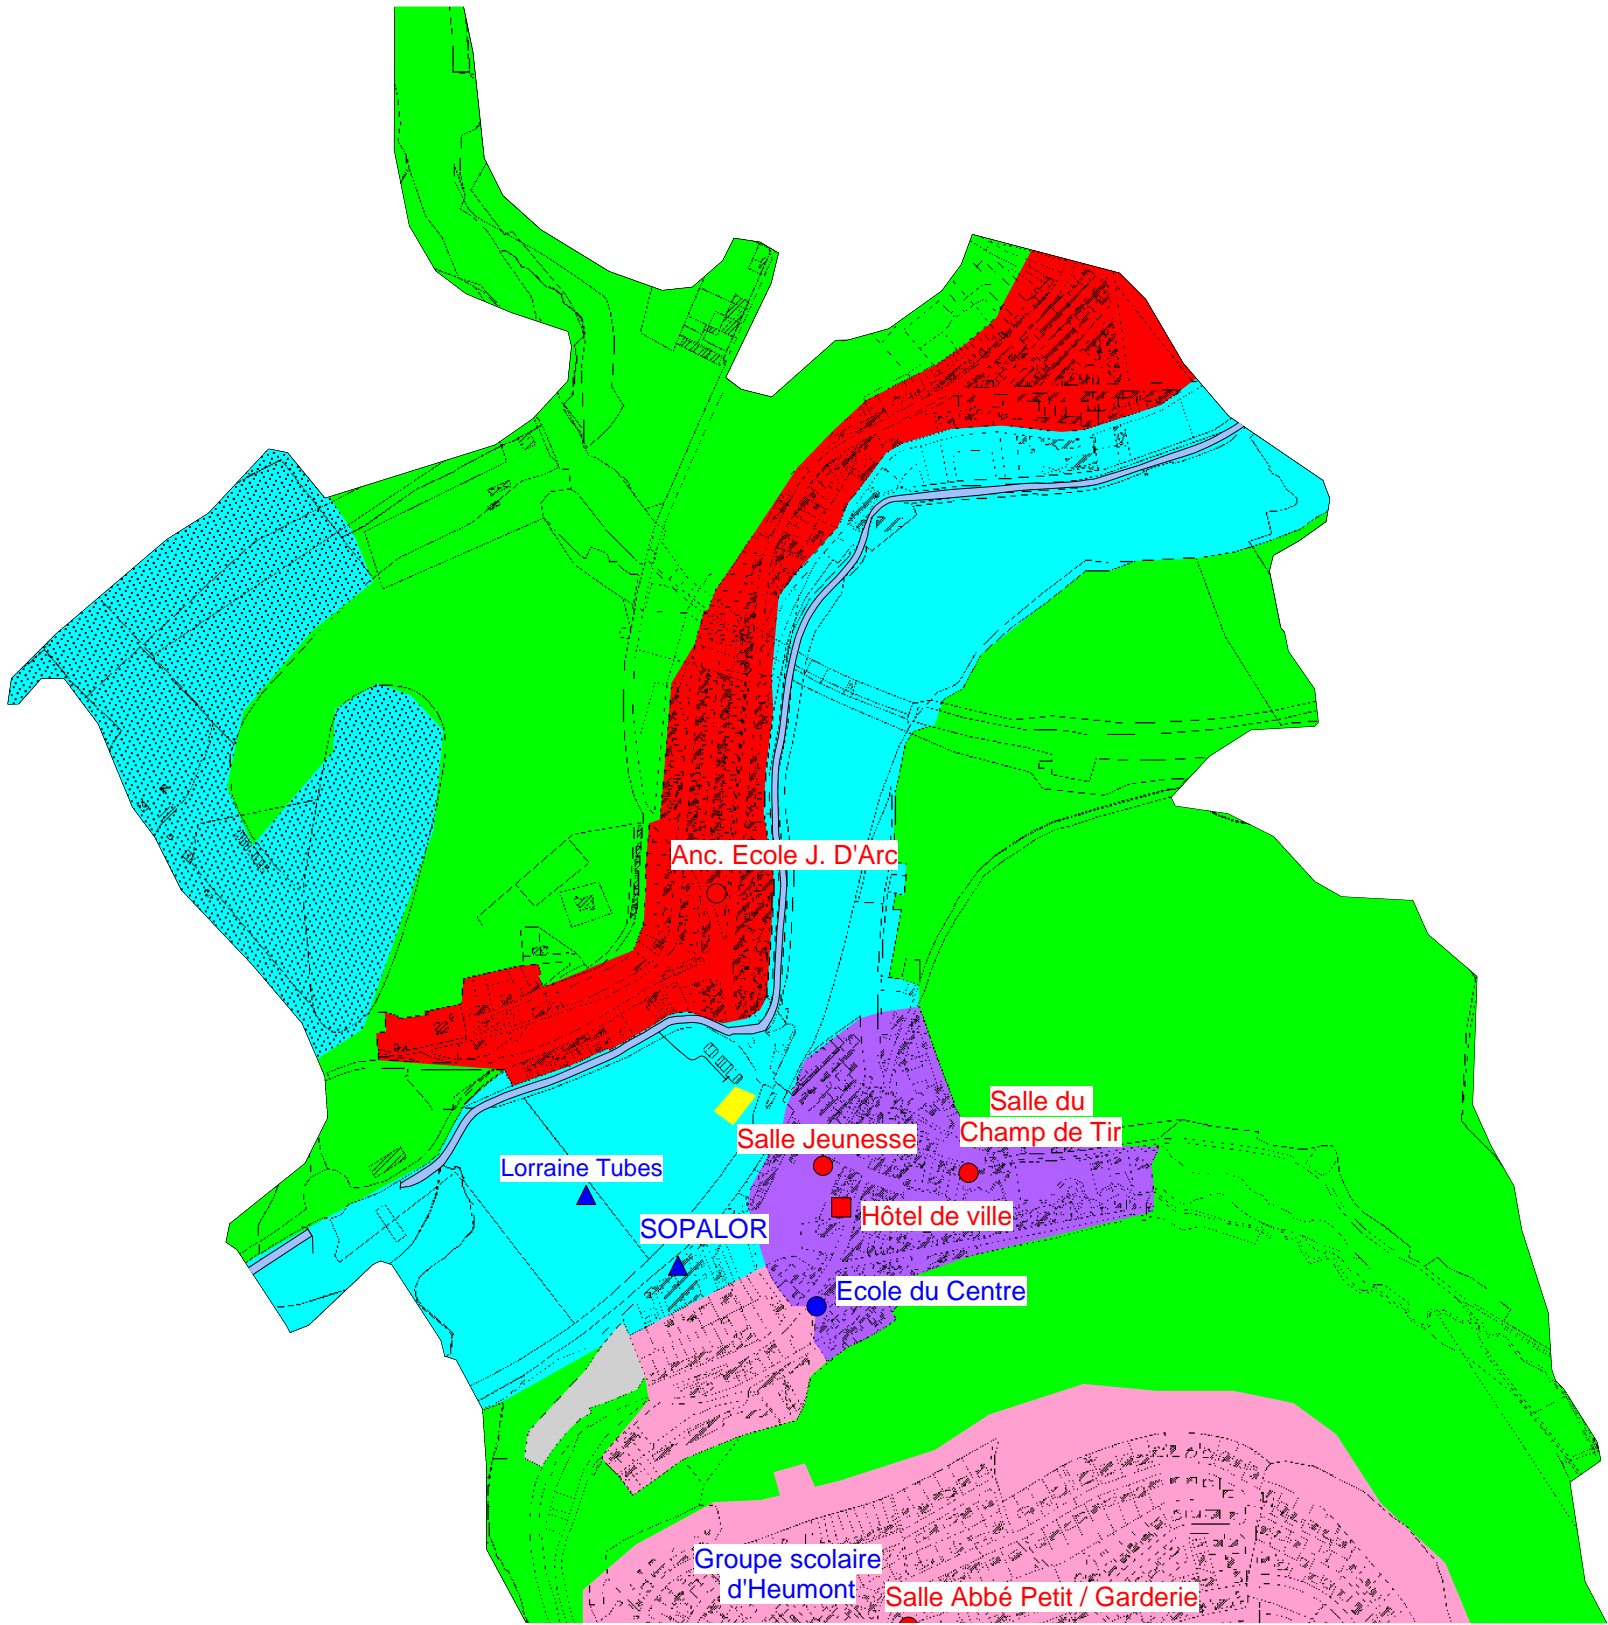 Anc. Ecole J. D'Arc
Salle du
Champ de Tir
Salle Jeunesse
Lorraine Tubes
Hôtel de ville
SOPALOR
Ecole du Centre
Groupe scolaire
d'Heumont
Salle Abbé Petit / Garderie